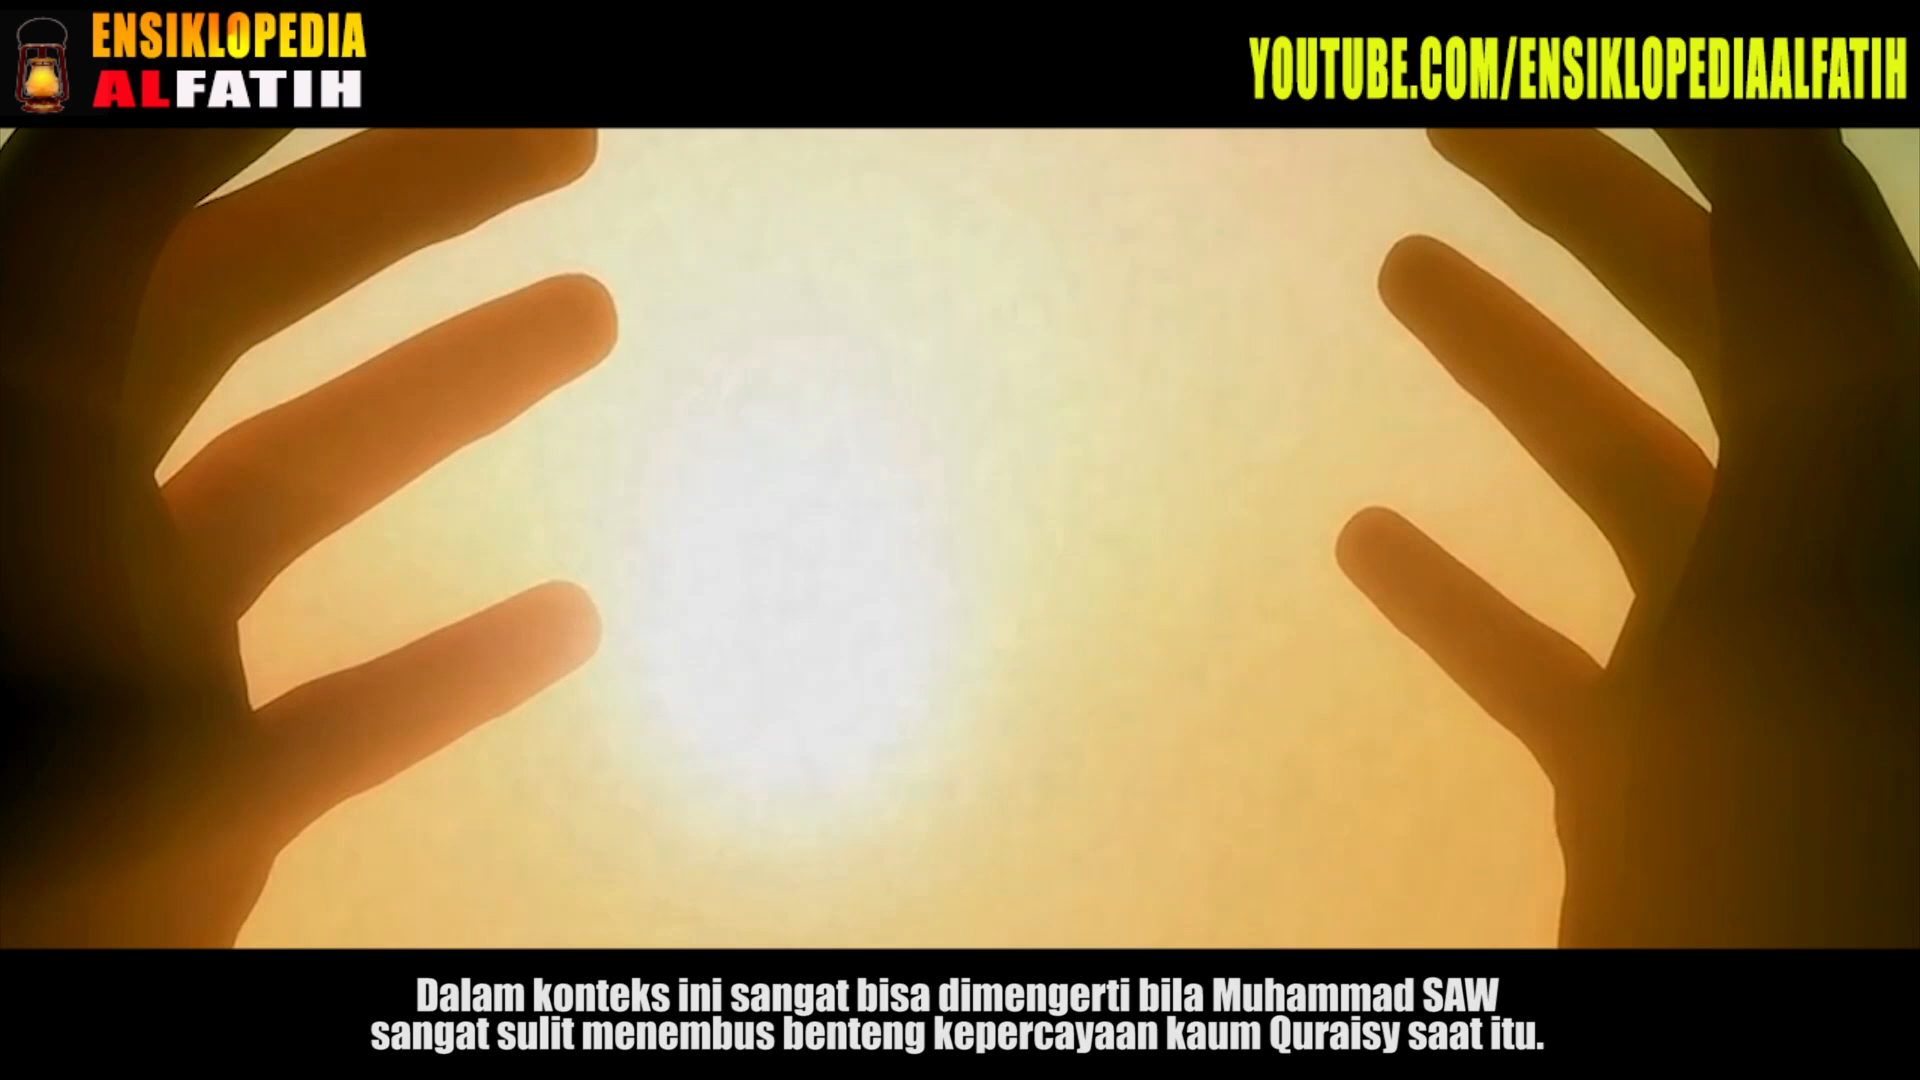 ENSIKLOPEDIA
ALFATIH
YOUTUBE.COM/ENSIKLOPEDIAALFATIH
Dalam konteks ini sangat bisa dimengerti bila Muhammad SAW
sangat sulit menembus benteng kepercayaan kaum Quraisy saat itu.